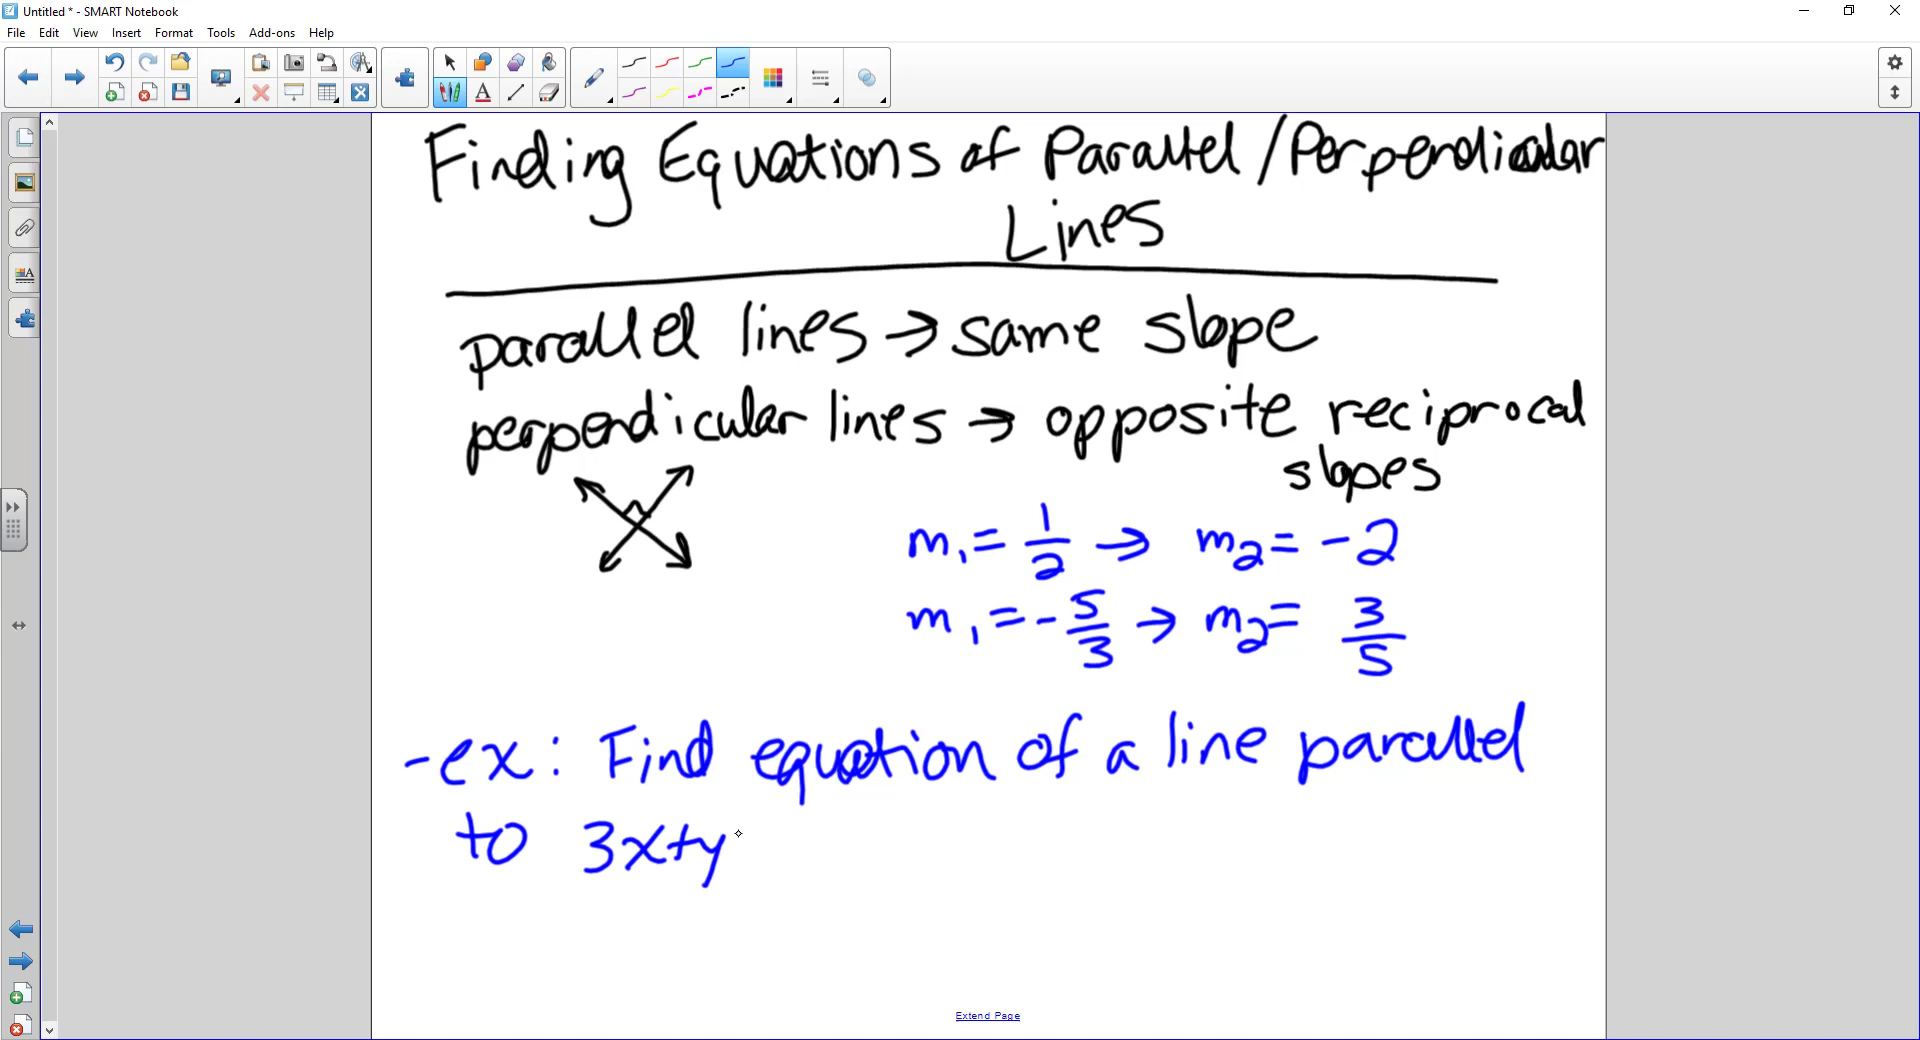 Untitled * - SMART Notebook
File Edit View Insert Format Tools Add-ons Help
Finding Equations of Parallel/Perpendicular
Lines
parallel lines → same slope
perpendicular lines → opposite reciprocal
slopes
m₁ = 1/2 → m₂ = -2
m₁ = -5/3 → m₂ = 3/5
-ex: Find equation of a line parallel
to 3x+y
Extend Page